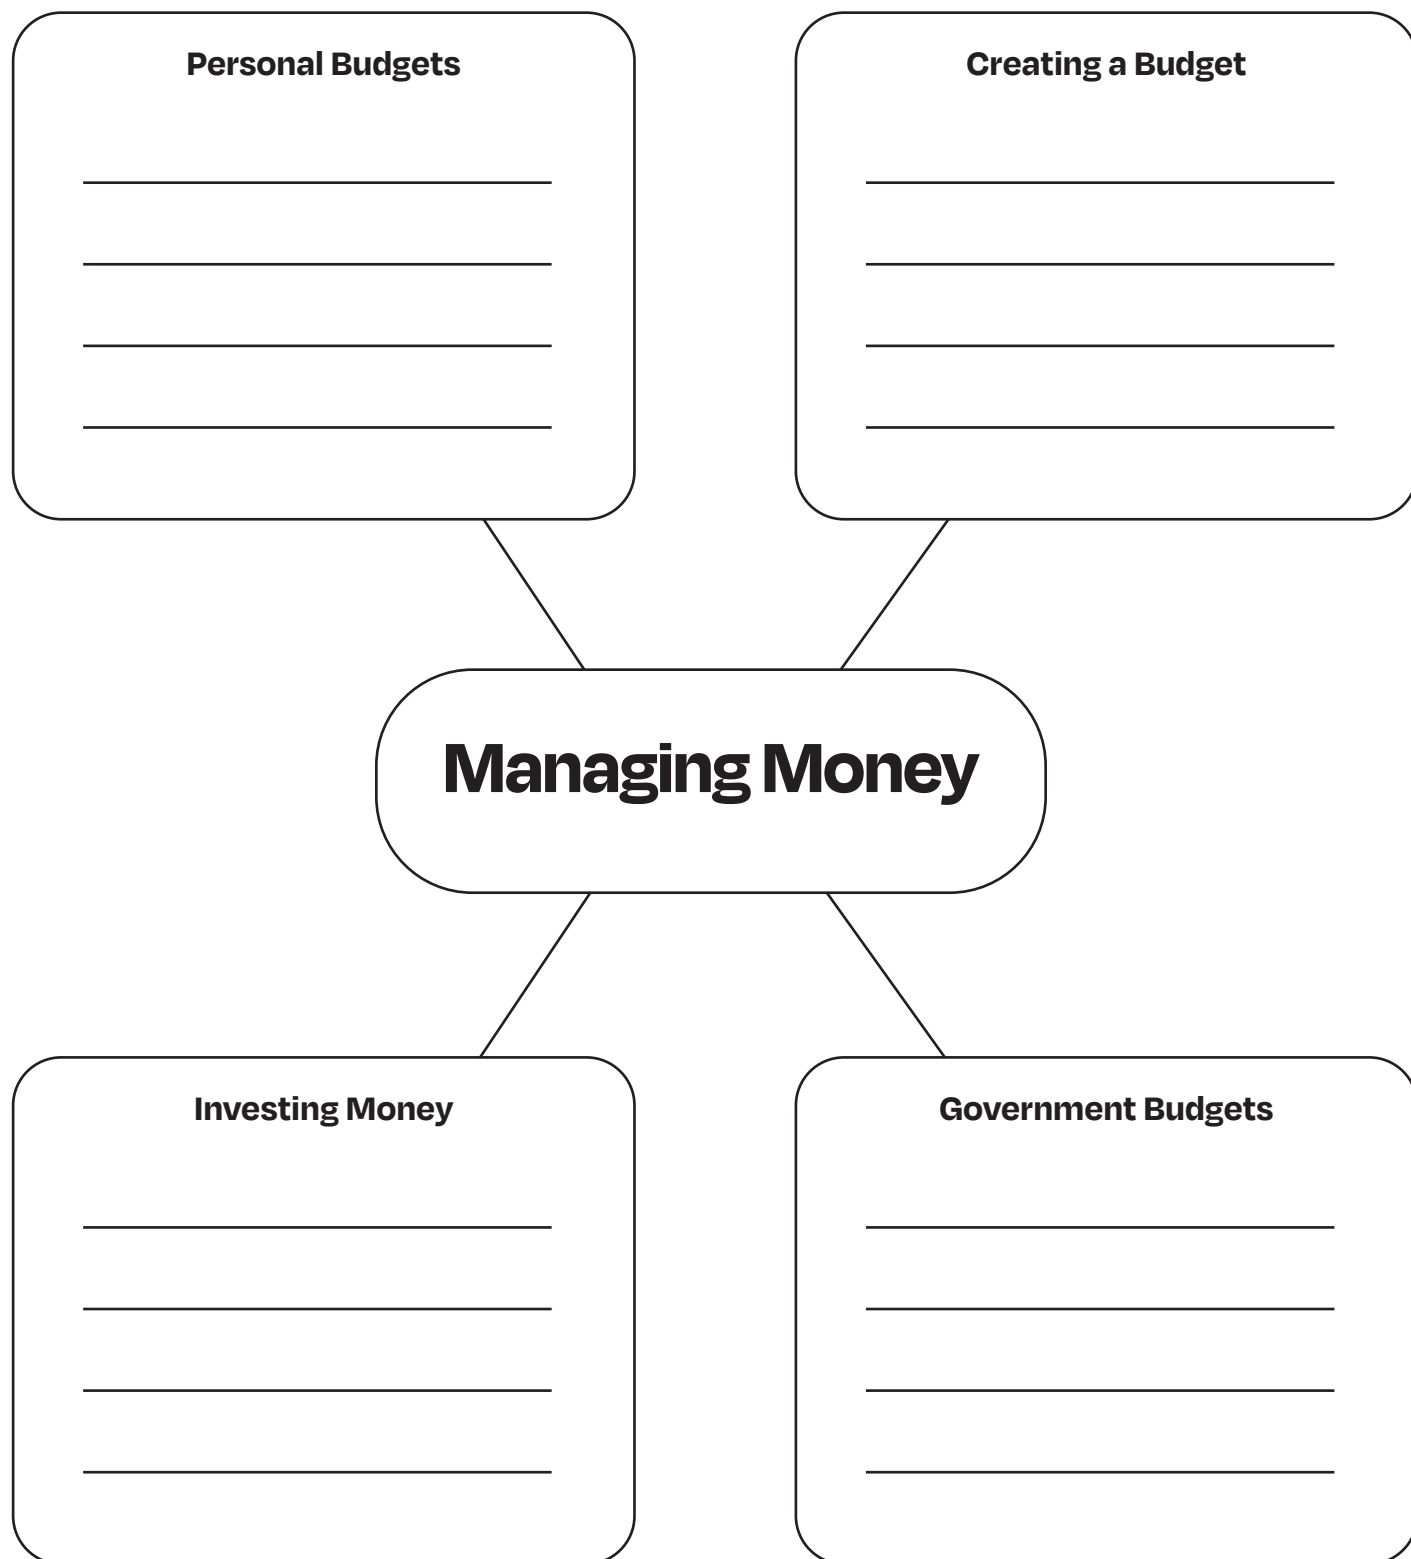 Personal Budgets
Creating a Budget
Managing Money
Investing Money
Government Budgets